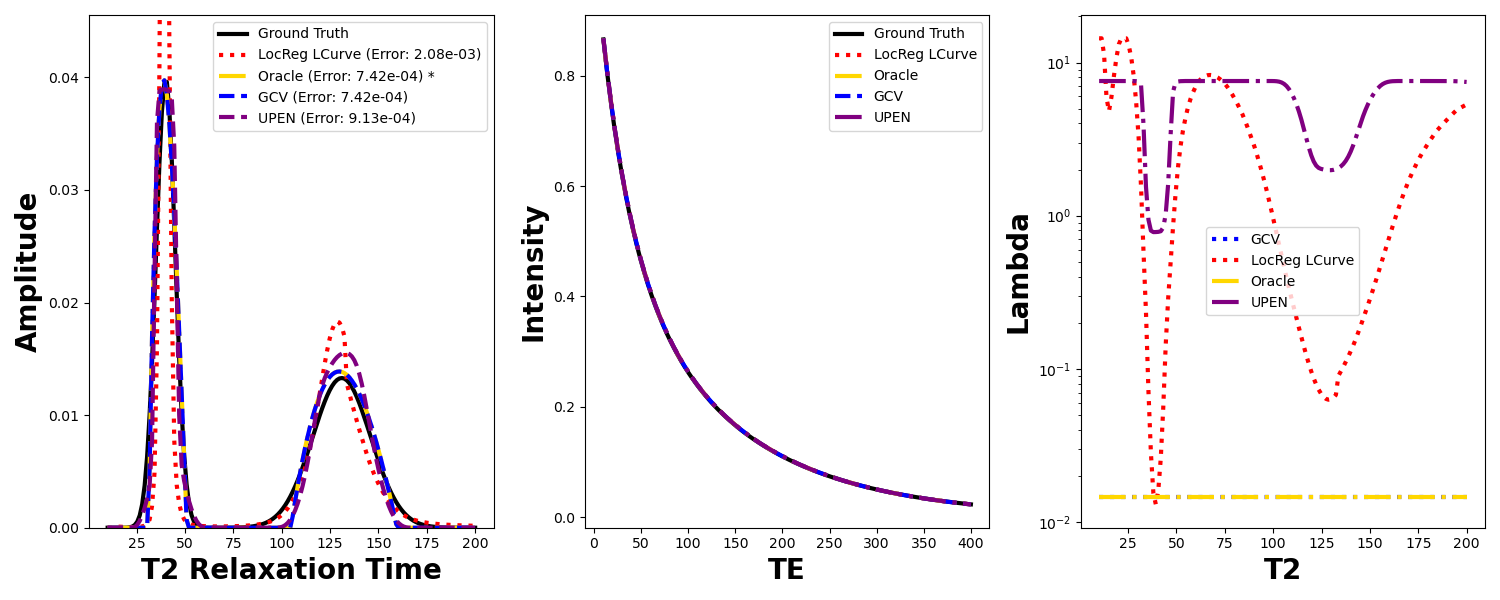 Amplitude
0.04
0.03
0.02
0.01
0.00
25 50 75 100 125 150 175 200
T2 Relaxation Time
Ground Truth
LocReg LCurve (Error: 2.08e-03)
Oracle (Error: 7.42e-04) *
GCV (Error: 7.42e-04)
UPEN (Error: 9.13e-04)
Intensity
0.8
0.6
0.4
0.2
0.0
0 50 100 150 200 250 300 350 400
TE
Ground Truth
LocReg LCurve
Oracle
GCV
UPEN
Lambda
10¹
10⁰
10⁻¹
10⁻²
25 50 75 100 125 150 175 200
T2
GCV
LocReg LCurve
Oracle
UPEN